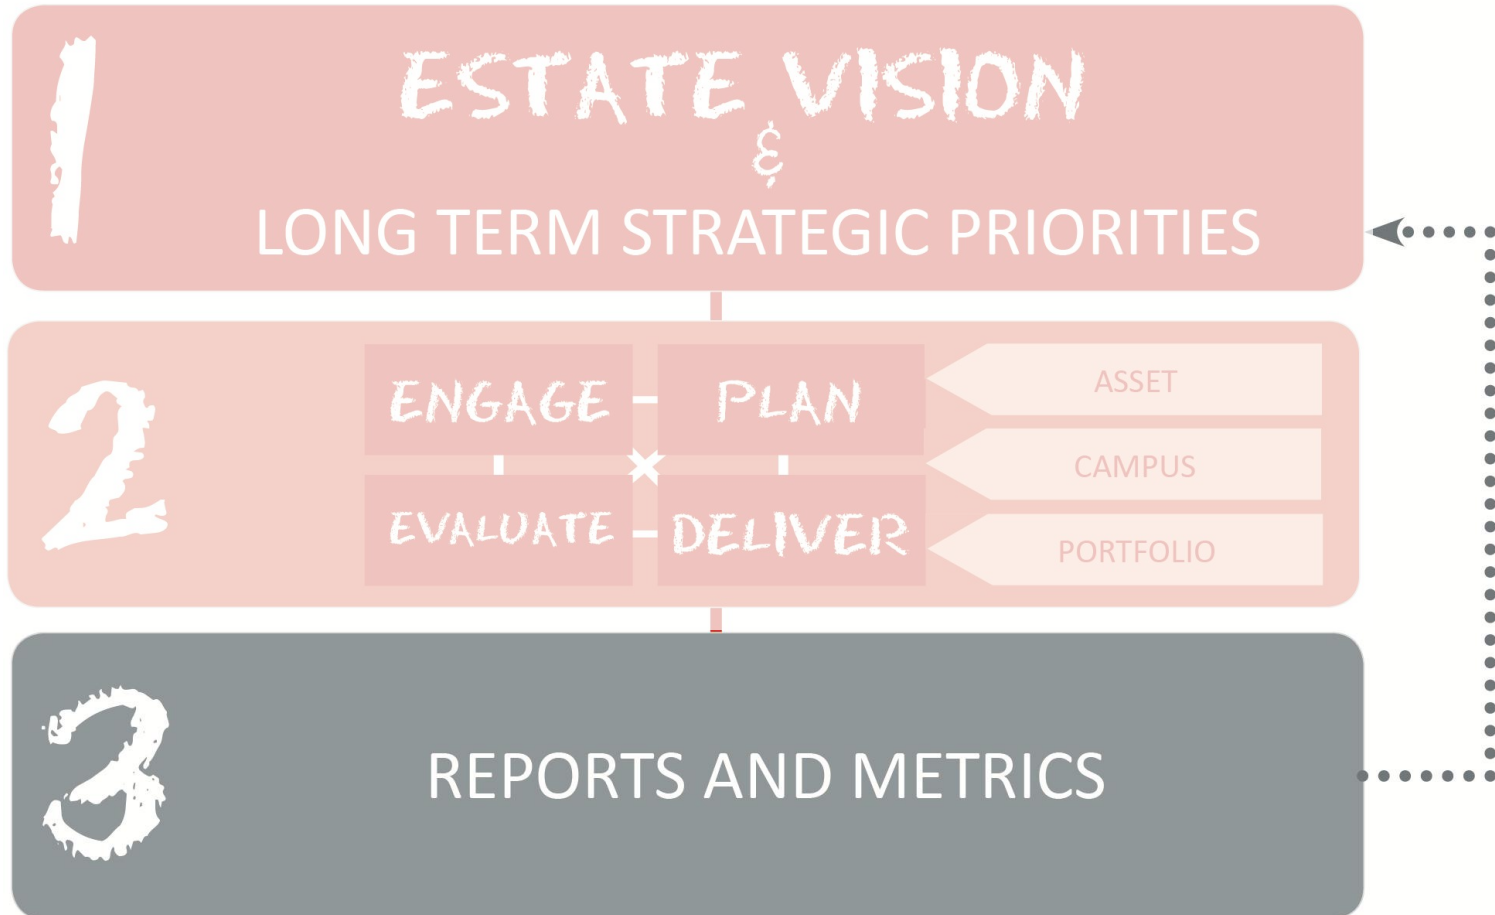 1
ESTATE VISION
&
LONG TERM STRATEGIC PRIORITIES
2
ENGAGE
PLAN
EVALUATE
DELIVER
ASSET
CAMPUS
PORTFOLIO
3
REPORTS AND METRICS